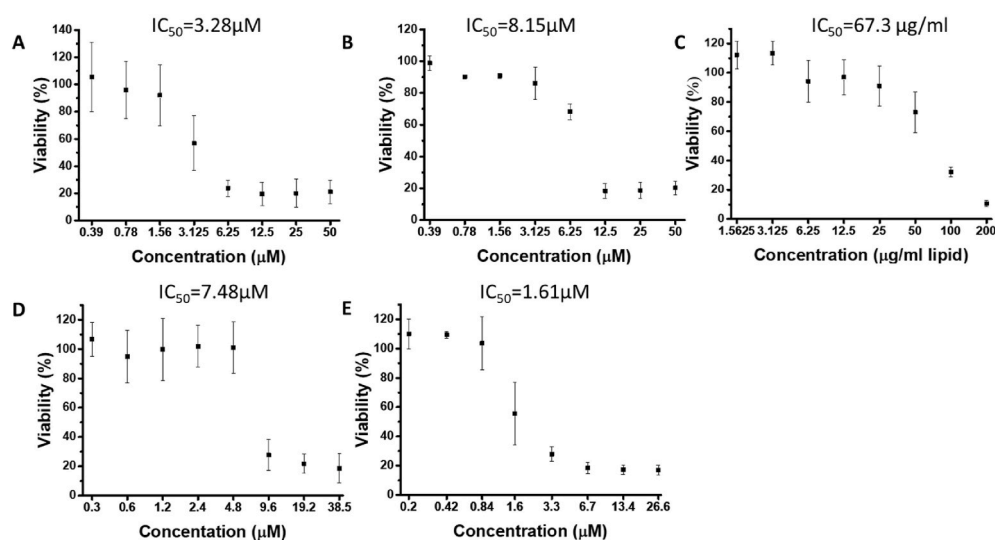 A
IC50=3.28μM
Viability (%)
140
120
100
80
60
40
20
0
0.39 0.78 1.56 3.125 6.25 12.5 25 50
Concentration (μM)
B
IC50=8.15μM
Viability (%)
120
100
80
60
40
20
0
0.39 0.78 1.56 3.125 6.25 12.5 25 50
Concentration (μM)
C
IC50=67.3 μg/ml
Viability (%)
120
100
80
60
40
20
0
1.5625 3.125 6.25 12.5 25 50 100 200
Concentration (μg/ml lipid)
D
IC50=7.48μM
Viability (%)
120
100
80
60
40
20
0
0.3 0.6 1.2 2.4 4.8 9.6 19.2 38.5
Concentation (μM)
E
IC50=1.61μM
Viability (%)
120
100
80
60
40
20
0
0.2 0.42 0.84 1.6 3.3 6.7 13.4 26.6
Concentration (μM)